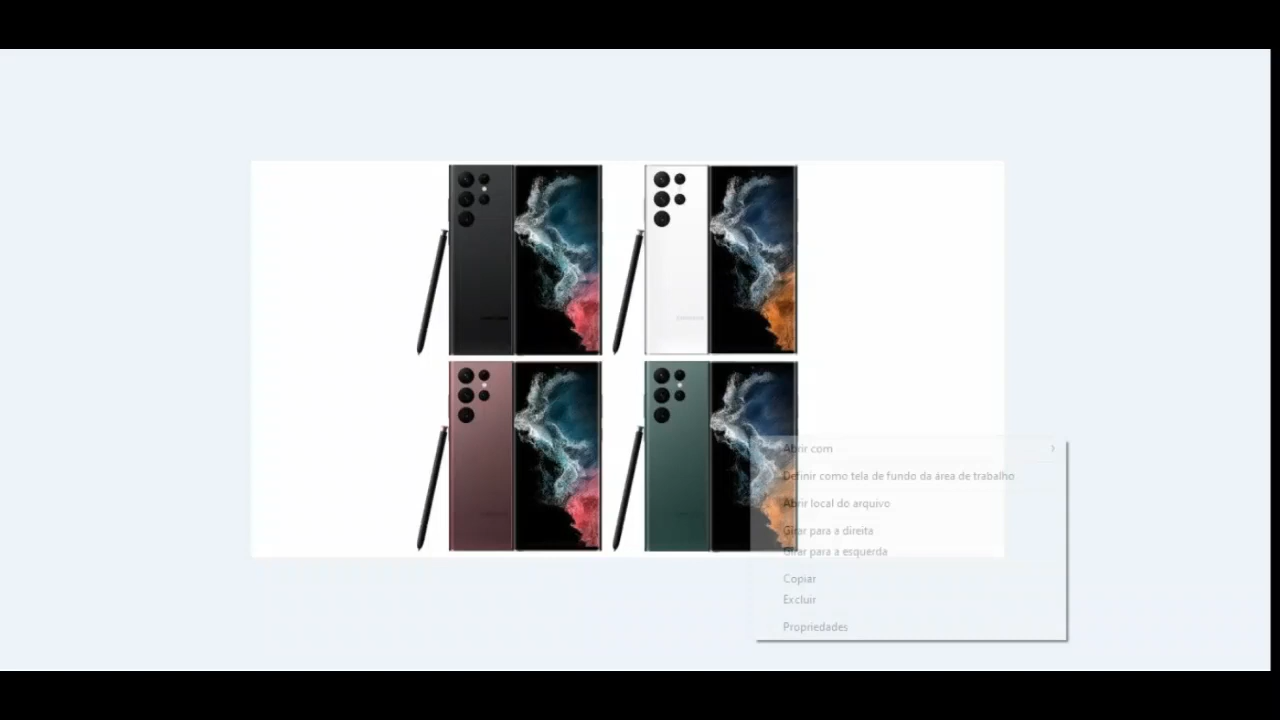 Abrir com
Definir como tela de fundo da área de trabalho
Abrir local do arquivo
Girar para a direita
Girar para a esquerda
Copiar
Excluir
Propriedades